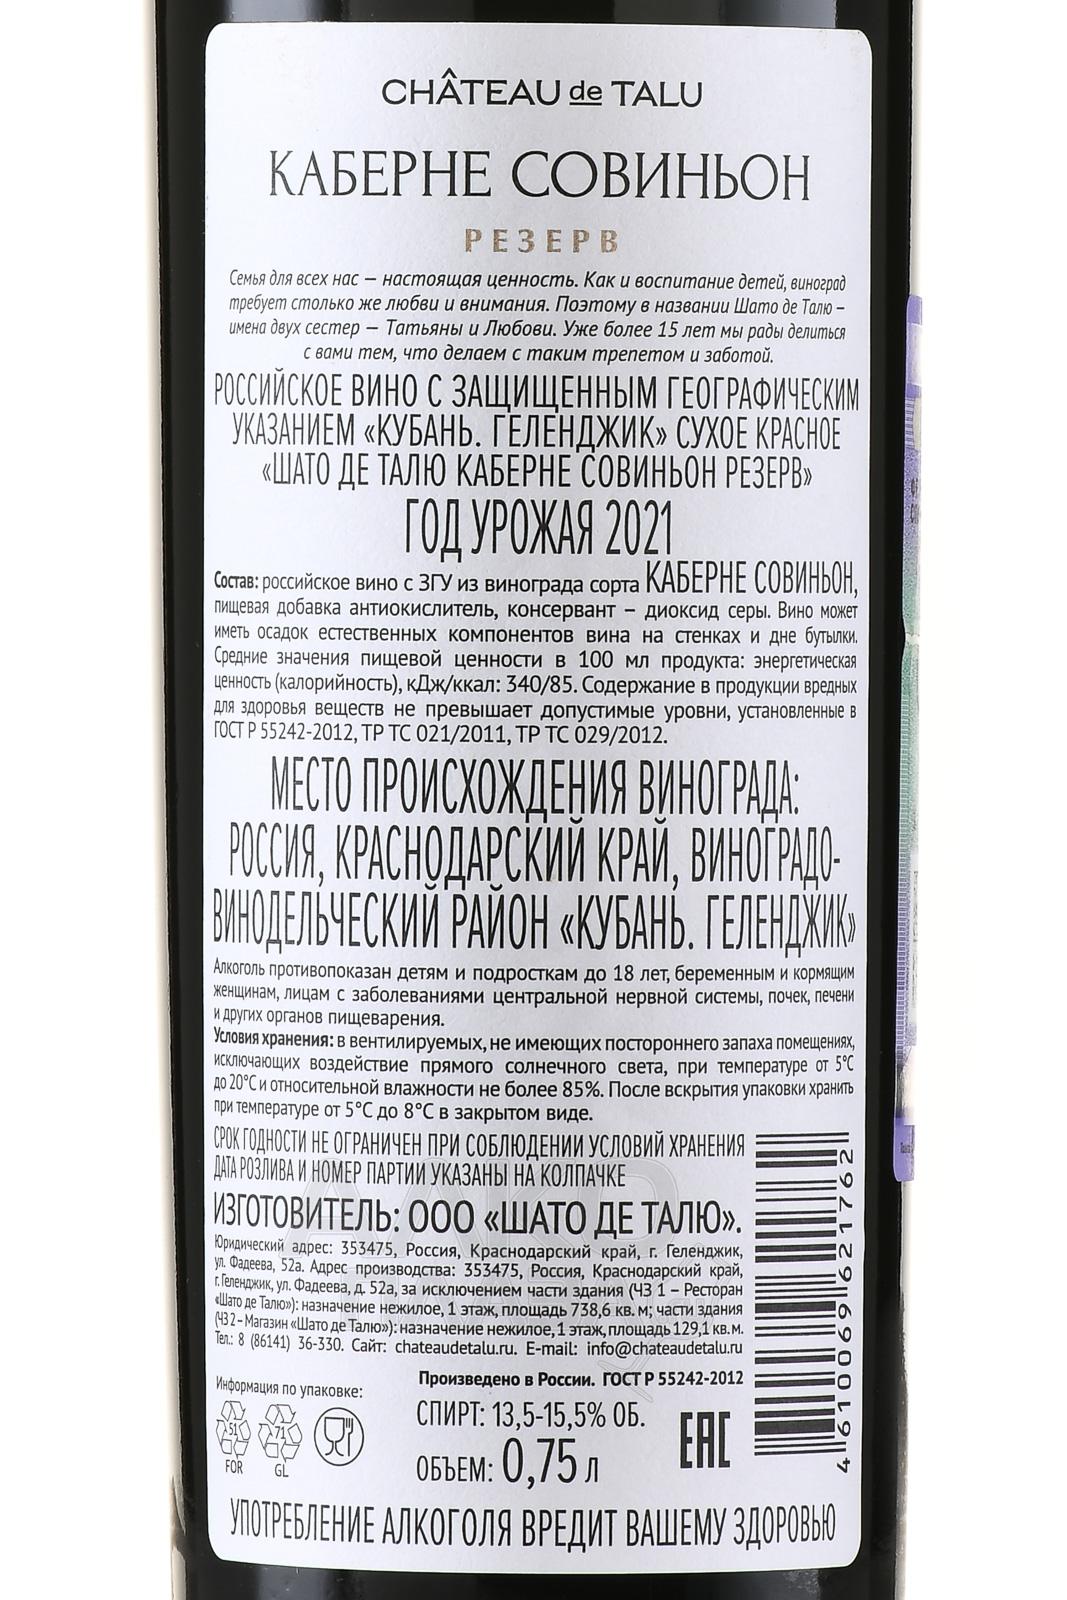 CHÂTEAU de TALU
КАБЕРНЕ СОВИНЬОН
РЕЗЕРВ
Семья для всех нас — настоящая ценность. Как и воспитание детей, виноград
требует столько же любви и внимания. Поэтому в названии Шато де Талю –
имена двух сестер — Татьяны и Любови. Уже более 15 лет мы рады делиться
с вами тем, что делаем с таким трепетом и заботой.
РОССИЙСКОЕ ВИНО С ЗАЩИЩЕННЫМ ГЕОГРАФИЧЕСКИМ
УКАЗАНИЕМ «КУБАНЬ. ГЕЛЕНДЖИК» СУХОЕ КРАСНОЕ
«ШАТО ДЕ ТАЛЮ КАБЕРНЕ СОВИНЬОН РЕЗЕРВ»
ГОД УРОЖАЯ 2021
Состав: российское вино с ЗГУ из винограда сорта КАБЕРНЕ СОВИНЬОН,
пищевая добавка антиокислитель, консервант – диоксид серы. Вино может
иметь осадок естественных компонентов вина на стенках и дне бутылки.
Средние значения пищевой ценности в 100 мл продукта: энергетическая
ценность (калорийность), кДж/ккал: 340/85. Содержание в продукции вредных
для здоровья веществ не превышает допустимые уровни, установленные в
ГОСТ Р 55242-2012, ТР ТС 021/2011, ТР ТС 029/2012.
МЕСТО ПРОИСХОЖДЕНИЯ ВИНОГРАДА:
РОССИЯ, КРАСНОДАРСКИЙ КРАЙ, ВИНОГРАДО-
ВИНОДЕЛЬЧЕСКИЙ РАЙОН «КУБАНЬ. ГЕЛЕНДЖИК»
Алкоголь противопоказан детям и подросткам до 18 лет, беременным и кормящим
женщинам, лицам с заболеваниями центральной нервной системы, почек, печени
и других органов пищеварения.
Условия хранения: в вентилируемых, не имеющих постороннего запаха помещениях,
исключающих воздействие прямого солнечного света, при температуре от 5°С
до 20°С и относительной влажности не более 85%. После вскрытия упаковки хранить
при температуре от 5°С до 8°С в закрытом виде.
СРОК ГОДНОСТИ НЕ ОГРАНИЧЕН ПРИ СОБЛЮДЕНИИ УСЛОВИЙ ХРАНЕНИЯ
ДАТА РОЗЛИВА И НОМЕР ПАРТИИ УКАЗАНЫ НА КОЛПАЧКЕ
ИЗГОТОВИТЕЛЬ: ООО «ШАТО ДЕ ТАЛЮ».
Юридический адрес: 353475, Россия, Краснодарский край, г. Геленджик,
ул. Фадеева, 52а. Адрес производства: 353475, Россия, Краснодарский край,
г. Геленджик, ул. Фадеева, д. 52а, за исключением части здания (ЧЗ 1 – Ресторан
«Шато де Талю»): назначение нежилое, 1 этаж, площадь 738,6 кв. м; части здания
(ЧЗ 2 – Магазин «Шато де Талю»): назначение нежилое, 1 этаж, площадь 129,1 кв. м.
Тел.: 8 (86141) 36-330. Сайт: chateaudetalu.ru. E-mail: info@chateaudetalu.ru
Произведено в России. ГОСТ Р 55242-2012
Информация по упаковке:
51
FOR
71
GL
СПИРТ: 13,5-15,5% ОБ.
ОБЪЕМ: 0,75 л
ЕАС
4 610069 621762
УПОТРЕБЛЕНИЕ АЛКОГОЛЯ ВРЕДИТ ВАШЕМУ ЗДОРОВЬЮ